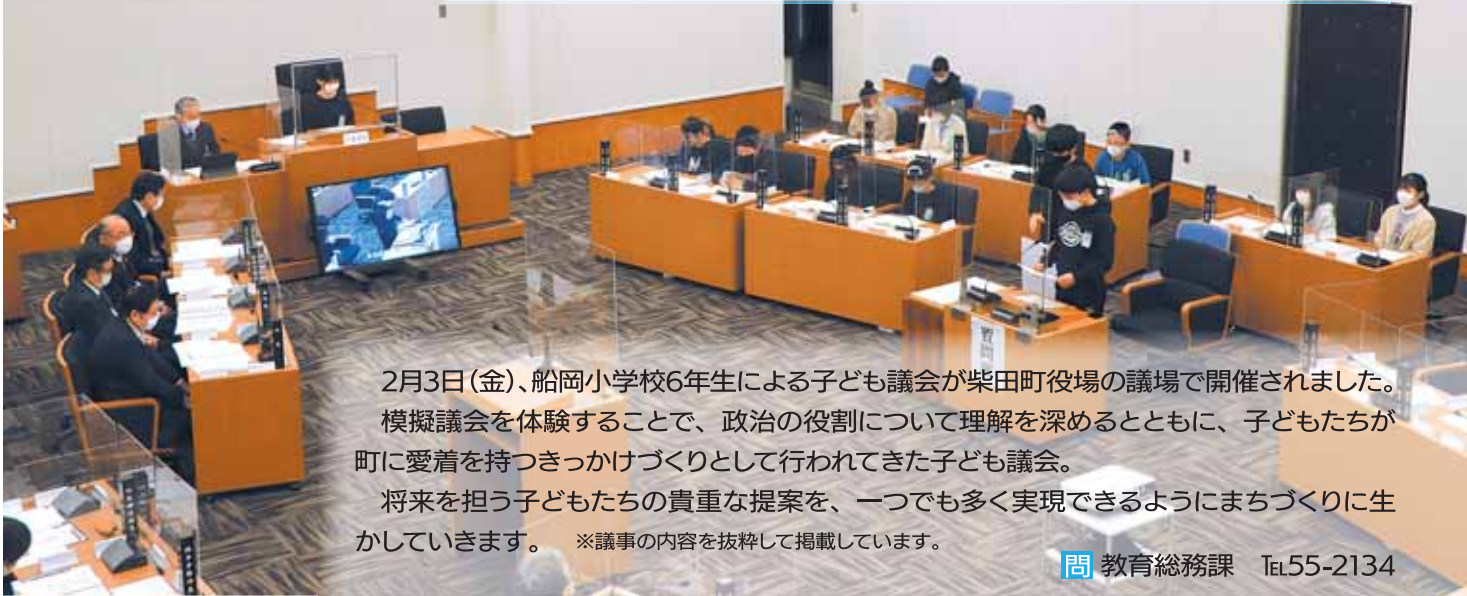 質問
2月3日(金)、船岡小学校6年生による子ども議会が柴田町役場の議場で開催されました。
模擬議会を体験することで、政治の役割について理解を深めるとともに、子どもたちが
町に愛着を持つきっかけづくりとして行われてきた子ども議会。
将来を担う子どもたちの貴重な提案を、一つでも多く実現できるようにまちづくりに生
かしていきます。 ※議事の内容を抜粋して掲載しています。
問 教育総務課 ℡55-2134